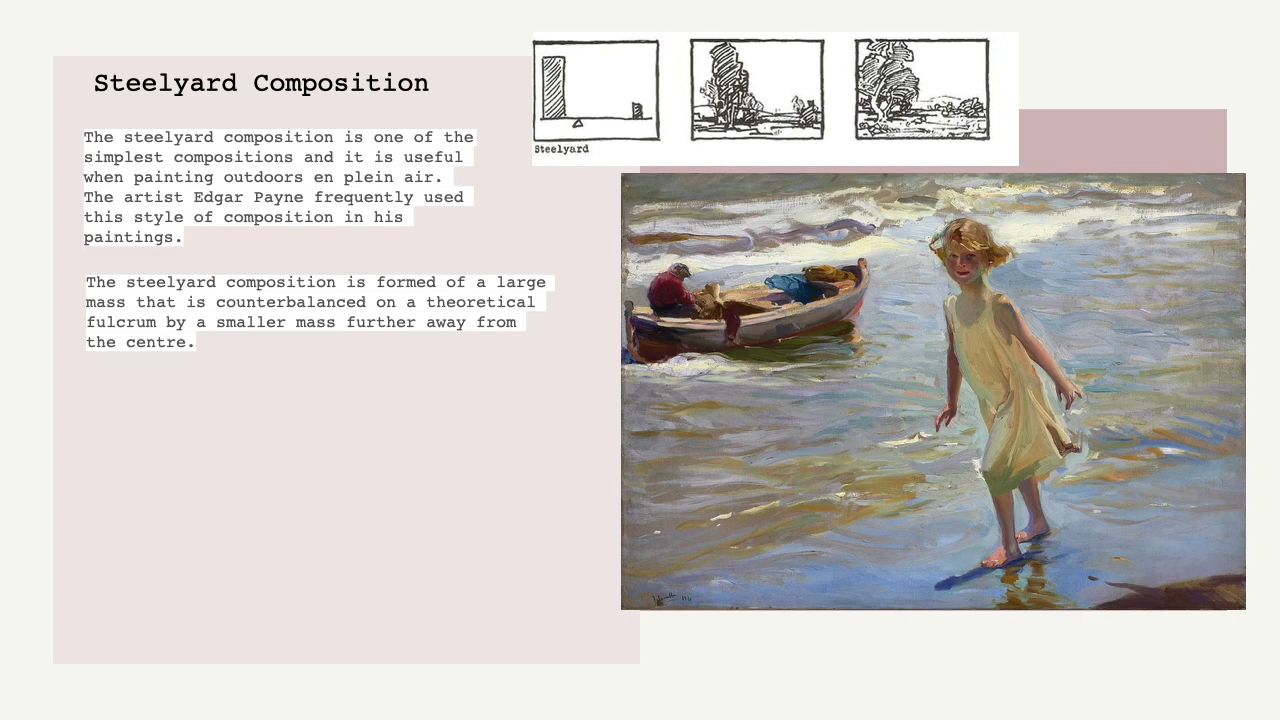 Steelyard Composition
The steelyard composition is one of the
simplest compositions and it is useful
when painting outdoors en plein air.
The artist Edgar Payne frequently used
this style of composition in his
paintings.
The steelyard composition is formed of a large
mass that is counterbalanced on a theoretical
fulcrum by a smaller mass further away from
the centre.
Steelyard